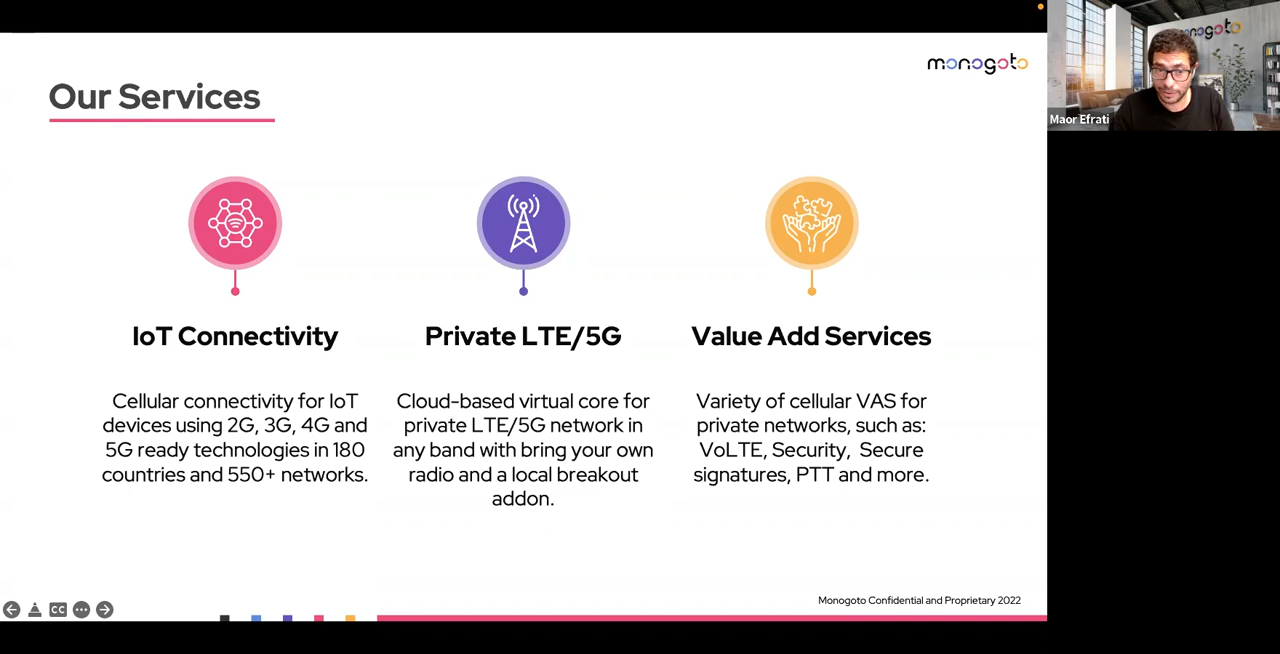 monogoto
monogoto
Maor Efrati
Our Services
IoT Connectivity
Cellular connectivity for IoT
devices using 2G, 3G, 4G and
5G ready technologies in 180
countries and 550+ networks.
Private LTE/5G
Cloud-based virtual core for
private LTE/5G network in
any band with bring your own
radio and a local breakout
addon.
Value Add Services
Variety of cellular VAS for
private networks, such as:
VoLTE, Security,  Secure
signatures, PTT and more.
Monogoto Confidential and Proprietary 2022
CC